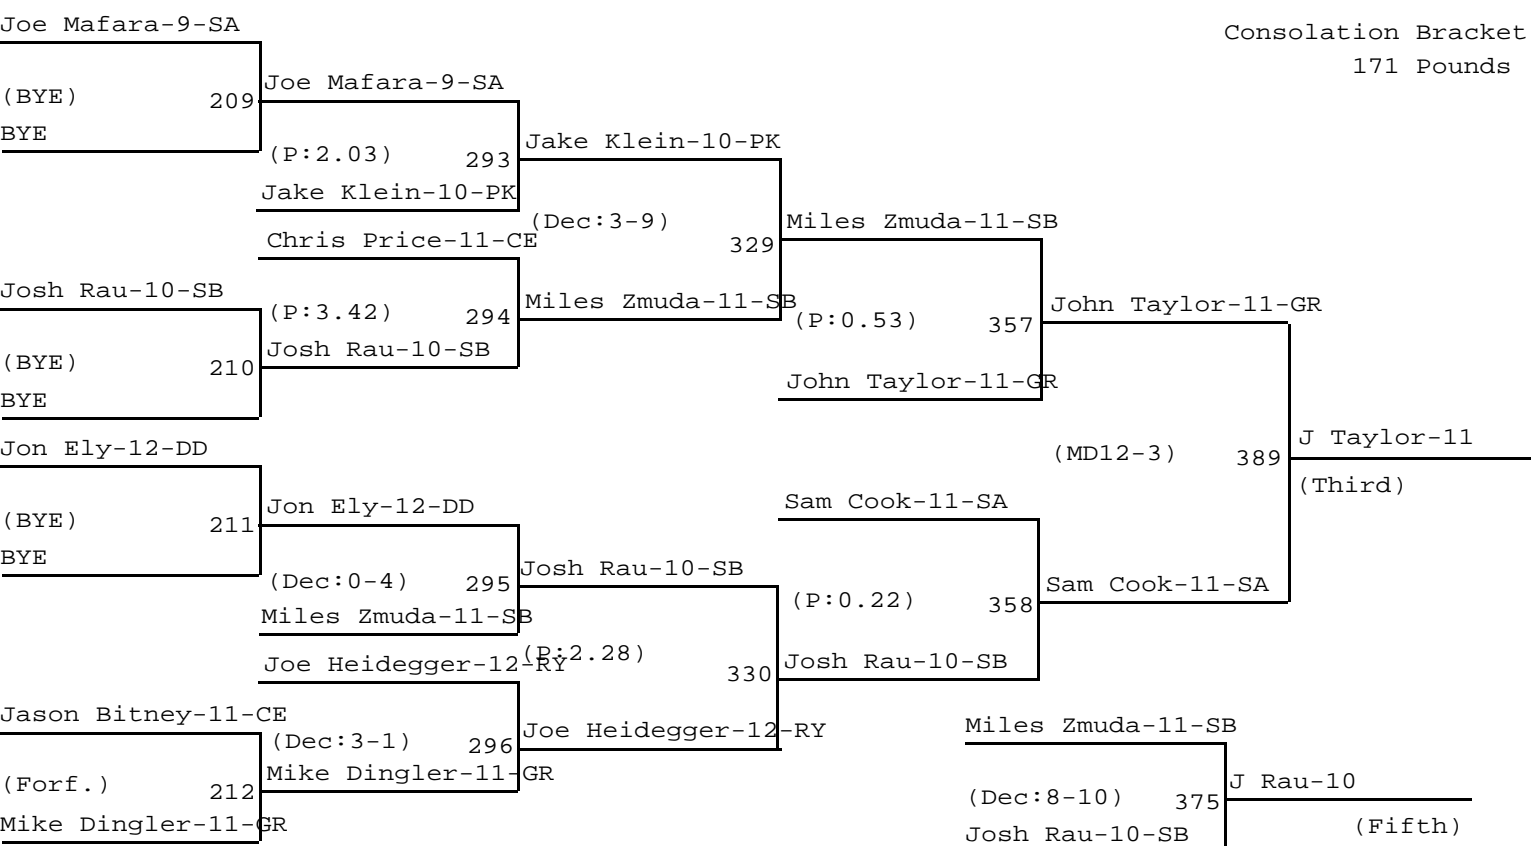 Joe Mafara-9-SA
Consolation Bracket
171 Pounds
Joe Mafara-9-SA
(BYE)
209
BYE
Jake Klein-10-PK
(P:2.03)
293
Jake Klein-10-PK
(Dec:3-9)
329
Miles Zmuda-11-SB
Chris Price-11-CE
Josh Rau-10-SB
Miles Zmuda-11-SB
(P:3.42)
294
(P:0.53)
357
John Taylor-11-GR
Josh Rau-10-SB
(BYE)
210
BYE
John Taylor-11-GR
Jon Ely-12-DD
(MD12-3)
389
J Taylor-11
(Third)
Jon Ely-12-DD
Sam Cook-11-SA
(BYE)
211
BYE
Josh Rau-10-SB
(Dec:0-4)
295
(P:0.22)
358
Sam Cook-11-SA
Miles Zmuda-11-SB
Joe Heidegger-12-RY
(P:2.28)
330
Josh Rau-10-SB
Jason Bitney-11-CE
Joe Heidegger-12-RY
Miles Zmuda-11-SB
(Dec:3-1)
296
Mike Dingler-11-GR
(Forf.)
212
(Dec:8-10)
375
J Rau-10
Mike Dingler-11-GR
Josh Rau-10-SB
(Fifth)